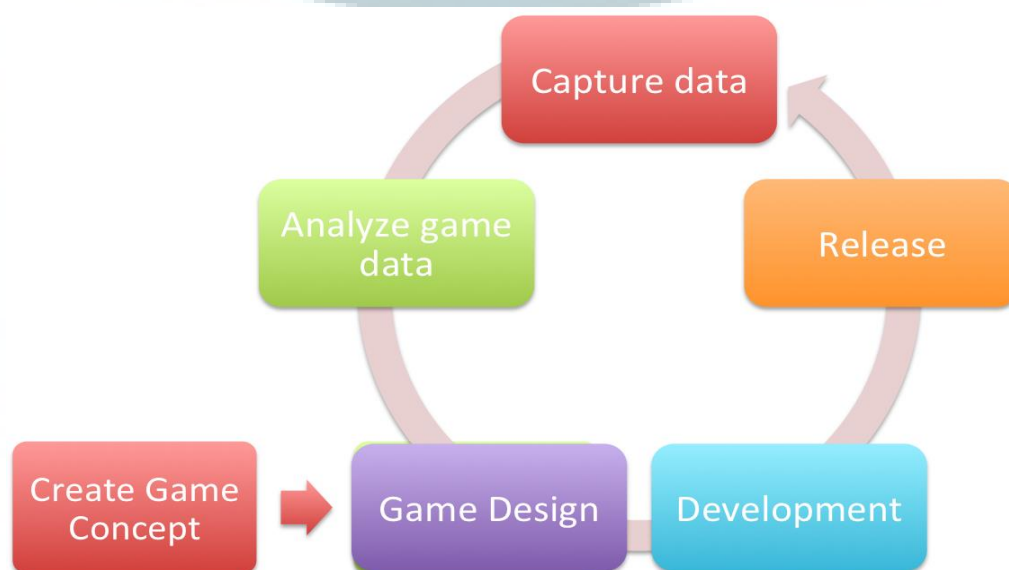 Capture data
Analyze game
data
Release
Create Game
Concept
Game Design
Development